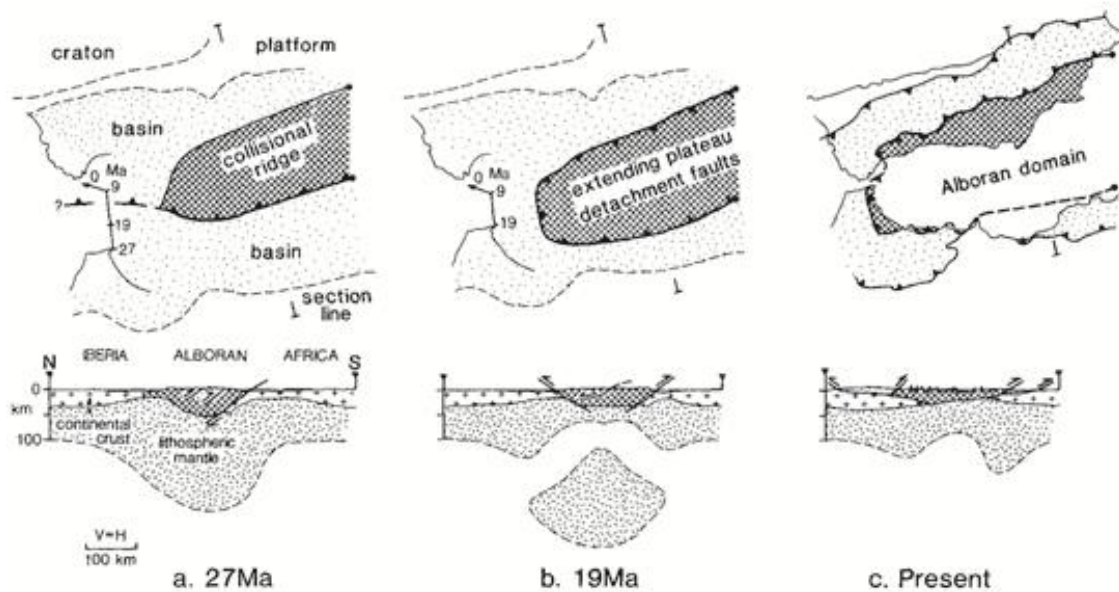 craton
platform
basin
collisional
ridge
0 Ma
9
?
19
27
basin
section
line
extending plateau
detachment faults
0 Ma
9
19
Alboran domain
N IBERIA ALBORAN AFRICA S
0
km
100
continental
crust
lithospheric
mantle
V=H
100 km
a. 27Ma
b. 19Ma
c. Present